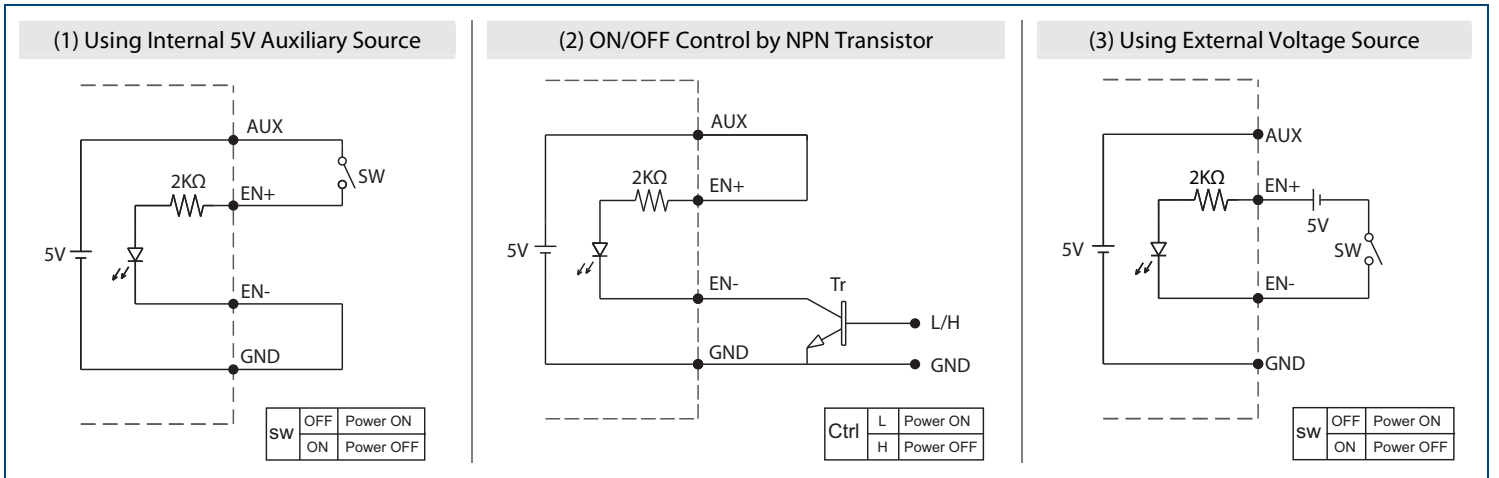 (1) Using Internal 5V Auxiliary Source
AUX
SW
2KΩ
EN+
5V
EN-
GND
SW
OFF Power ON
ON Power OFF
(2) ON/OFF Control by NPN Transistor
AUX
2KΩ
EN+
5V
EN-
Tr
L/H
GND
GND
Ctrl
L Power ON
H Power OFF
(3) Using External Voltage Source
AUX
2KΩ
EN+
5V
SW
5V
EN-
GND
SW
OFF Power ON
ON Power OFF